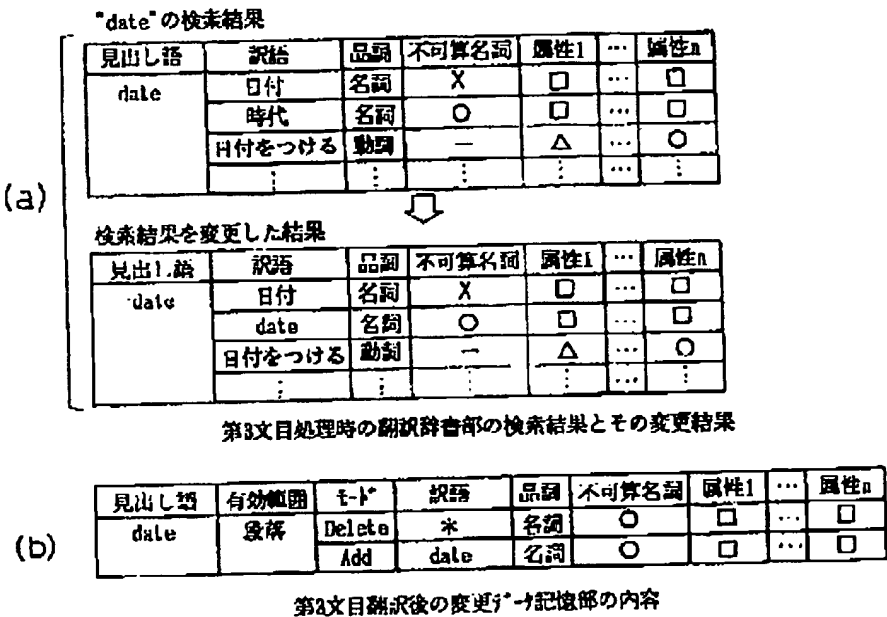 "date"の検索結果
見出し語 訳語 品詞 不可算名詞 属性1 … 属性n
date 日付 名詞 X □ … □
時代 名詞 ○ □ … □
日付をつける 動詞 — △ … ○
⋮ ⋮ ⋮ ⋮ … ⋮
(a)
検索結果を変更した結果
見出し語 訳語 品詞 不可算名詞 属性1 … 属性n
date 日付 名詞 X □ … □
date 名詞 ○ □ … □
日付をつける 動詞 — △ … ○
⋮ ⋮ ⋮ ⋮ … ⋮
第3文目処理時の翻訳辞書部の検索結果とその変更結果
見出し語 有効範囲 モード 訳語 品詞 不可算名詞 属性1 … 属性n
(b)
date 段落 Delete * 名詞 ○ □ … □
Add date 名詞 ○ □ … □
第3文目翻訳後の変更データ記憶部の内容